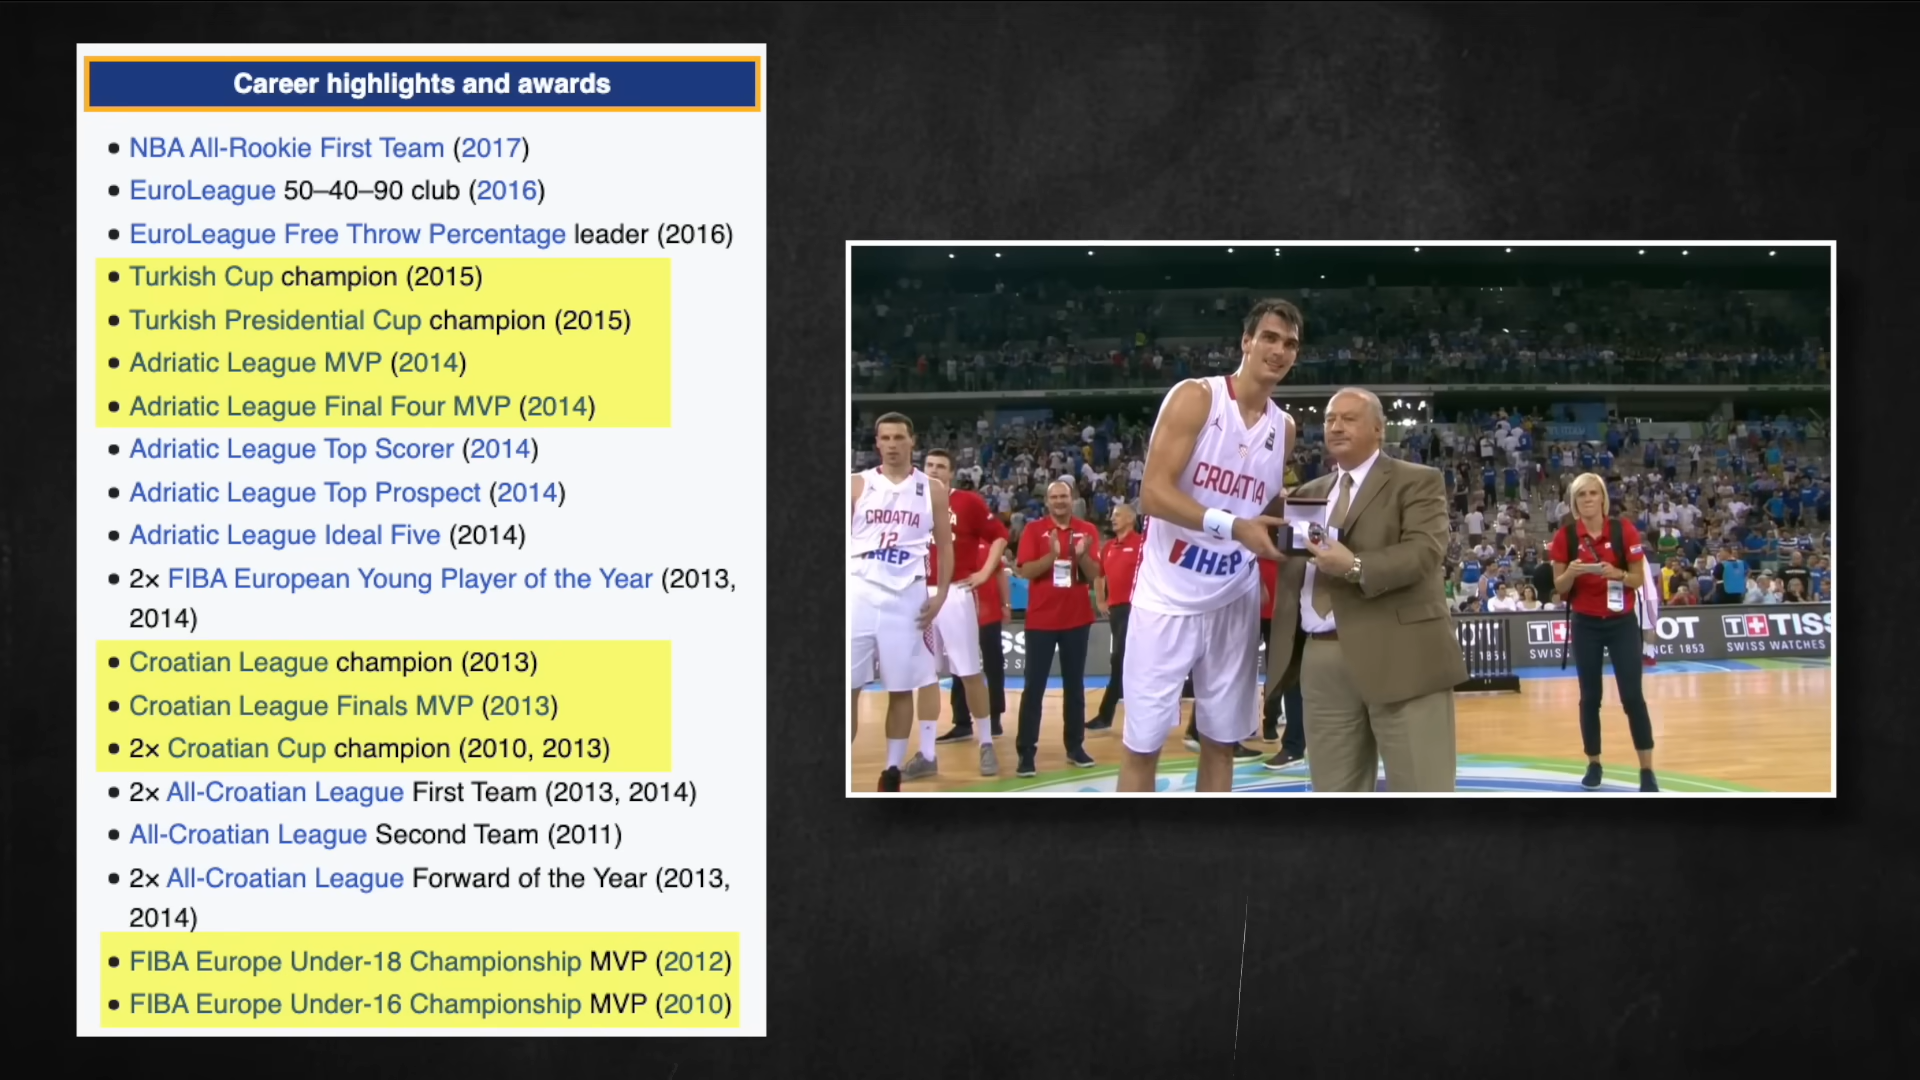 Career highlights and awards
• NBA All-Rookie First Team (2017)
• EuroLeague 50–40–90 club (2016)
• EuroLeague Free Throw Percentage leader (2016)
• Turkish Cup champion (2015)
• Turkish Presidential Cup champion (2015)
• Adriatic League MVP (2014)
• Adriatic League Final Four MVP (2014)
• Adriatic League Top Scorer (2014)
• Adriatic League Top Prospect (2014)
• Adriatic League Ideal Five (2014)
• 2× FIBA European Young Player of the Year (2013,
2014)
• Croatian League champion (2013)
• Croatian League Finals MVP (2013)
• 2× Croatian Cup champion (2010, 2013)
• 2× All-Croatian League First Team (2013, 2014)
• All-Croatian League Second Team (2011)
• 2× All-Croatian League Forward of the Year (2013,
2014)
• FIBA Europe Under-18 Championship MVP (2012)
• FIBA Europe Under-16 Championship MVP (2010)
CROATIA
HEP
CROATIA
12
HEP
OT
NCE 1853
TISS
SWISS WATCHES